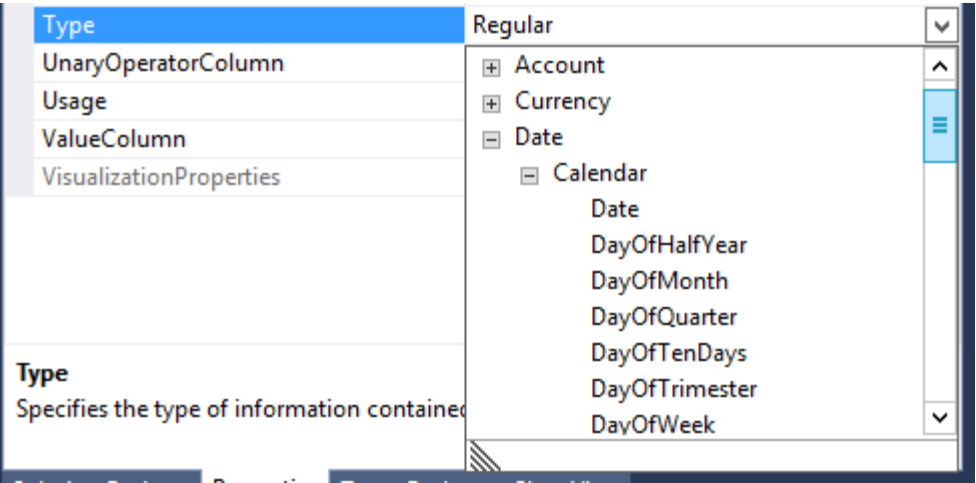 Type
Regular
UnaryOperatorColumn
Usage
ValueColumn
VisualizationProperties
Account
Currency
Date
Calendar
Date
DayOfHalfYear
DayOfMonth
DayOfQuarter
DayOfTenDays
DayOfTrimester
DayOfWeek
Type
Specifies the type of information contained